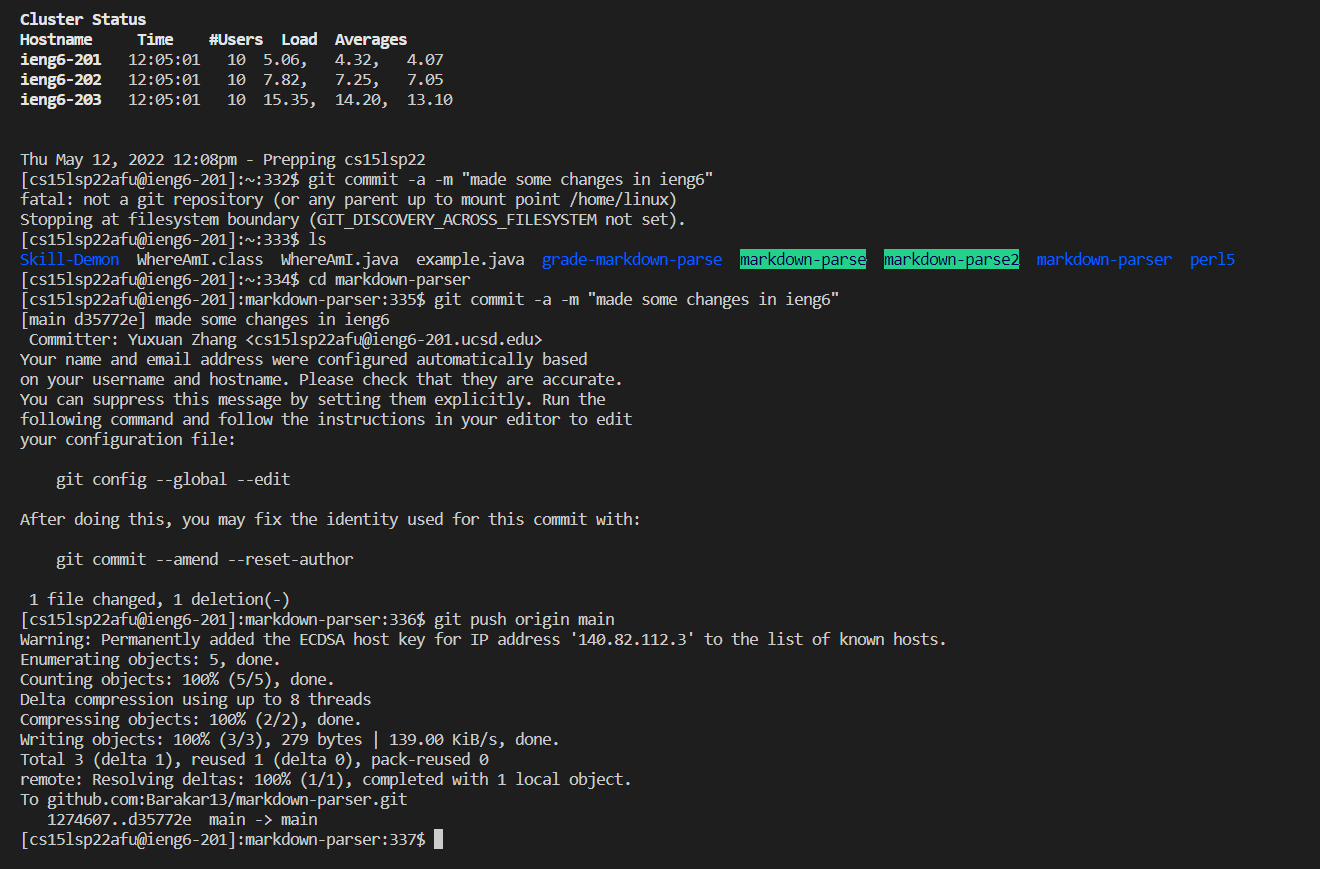 Cluster Status
Hostname     Time    #Users  Load  Averages
ieng6-201   12:05:01   10  5.06,   4.32,   4.07
ieng6-202   12:05:01   10  7.82,   7.25,   7.05
ieng6-203   12:05:01   10  15.35,  14.20,  13.10
Thu May 12, 2022 12:08pm - Prepping cs15lsp22
[cs15lsp22afu@ieng6-201]:~:332$ git commit -a -m "made some changes in ieng6"
fatal: not a git repository (or any parent up to mount point /home/linux)
Stopping at filesystem boundary (GIT_DISCOVERY_ACROSS_FILESYSTEM not set).
[cs15lsp22afu@ieng6-201]:~:333$ ls
Skill-Demon  WhereAmI.class  WhereAmI.java  example.java  grade-markdown-parse  markdown-parse  markdown-parse2  markdown-parser  perl5
[cs15lsp22afu@ieng6-201]:~:334$ cd markdown-parser
[cs15lsp22afu@ieng6-201]:markdown-parser:335$ git commit -a -m "made some changes in ieng6"
[main d35772e] made some changes in ieng6
 Committer: Yuxuan Zhang <cs15lsp22afu@ieng6-201.ucsd.edu>
Your name and email address were configured automatically based
on your username and hostname. Please check that they are accurate.
You can suppress this message by setting them explicitly. Run the
following command and follow the instructions in your editor to edit
your configuration file:
    git config --global --edit
After doing this, you may fix the identity used for this commit with:
    git commit --amend --reset-author
 1 file changed, 1 deletion(-)
[cs15lsp22afu@ieng6-201]:markdown-parser:336$ git push origin main
Warning: Permanently added the ECDSA host key for IP address '140.82.112.3' to the list of known hosts.
Enumerating objects: 5, done.
Counting objects: 100% (5/5), done.
Delta compression using up to 8 threads
Compressing objects: 100% (2/2), done.
Writing objects: 100% (3/3), 279 bytes | 139.00 KiB/s, done.
Total 3 (delta 1), reused 1 (delta 0), pack-reused 0
remote: Resolving deltas: 100% (1/1), completed with 1 local object.
To github.com:Barakar13/markdown-parser.git
   1274607..d35772e  main -> main
[cs15lsp22afu@ieng6-201]:markdown-parser:337$